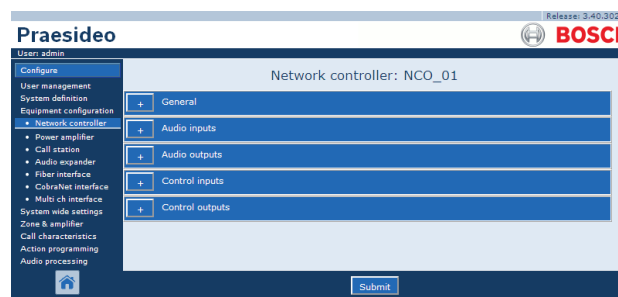 Release: 3.40.302
Praesideo
BOSCH
User: admin
Configure
User management
System definition
Equipment configuration
• Network controller
• Power amplifier
• Call station
• Audio expander
• Fiber interface
• CobraNet interface
• Multi ch interface
System wide settings
Zone & amplifier
Call characteristics
Action programming
Audio processing
Network controller: NCO_01
+ General
+ Audio inputs
+ Audio outputs
+ Control inputs
+ Control outputs
Submit